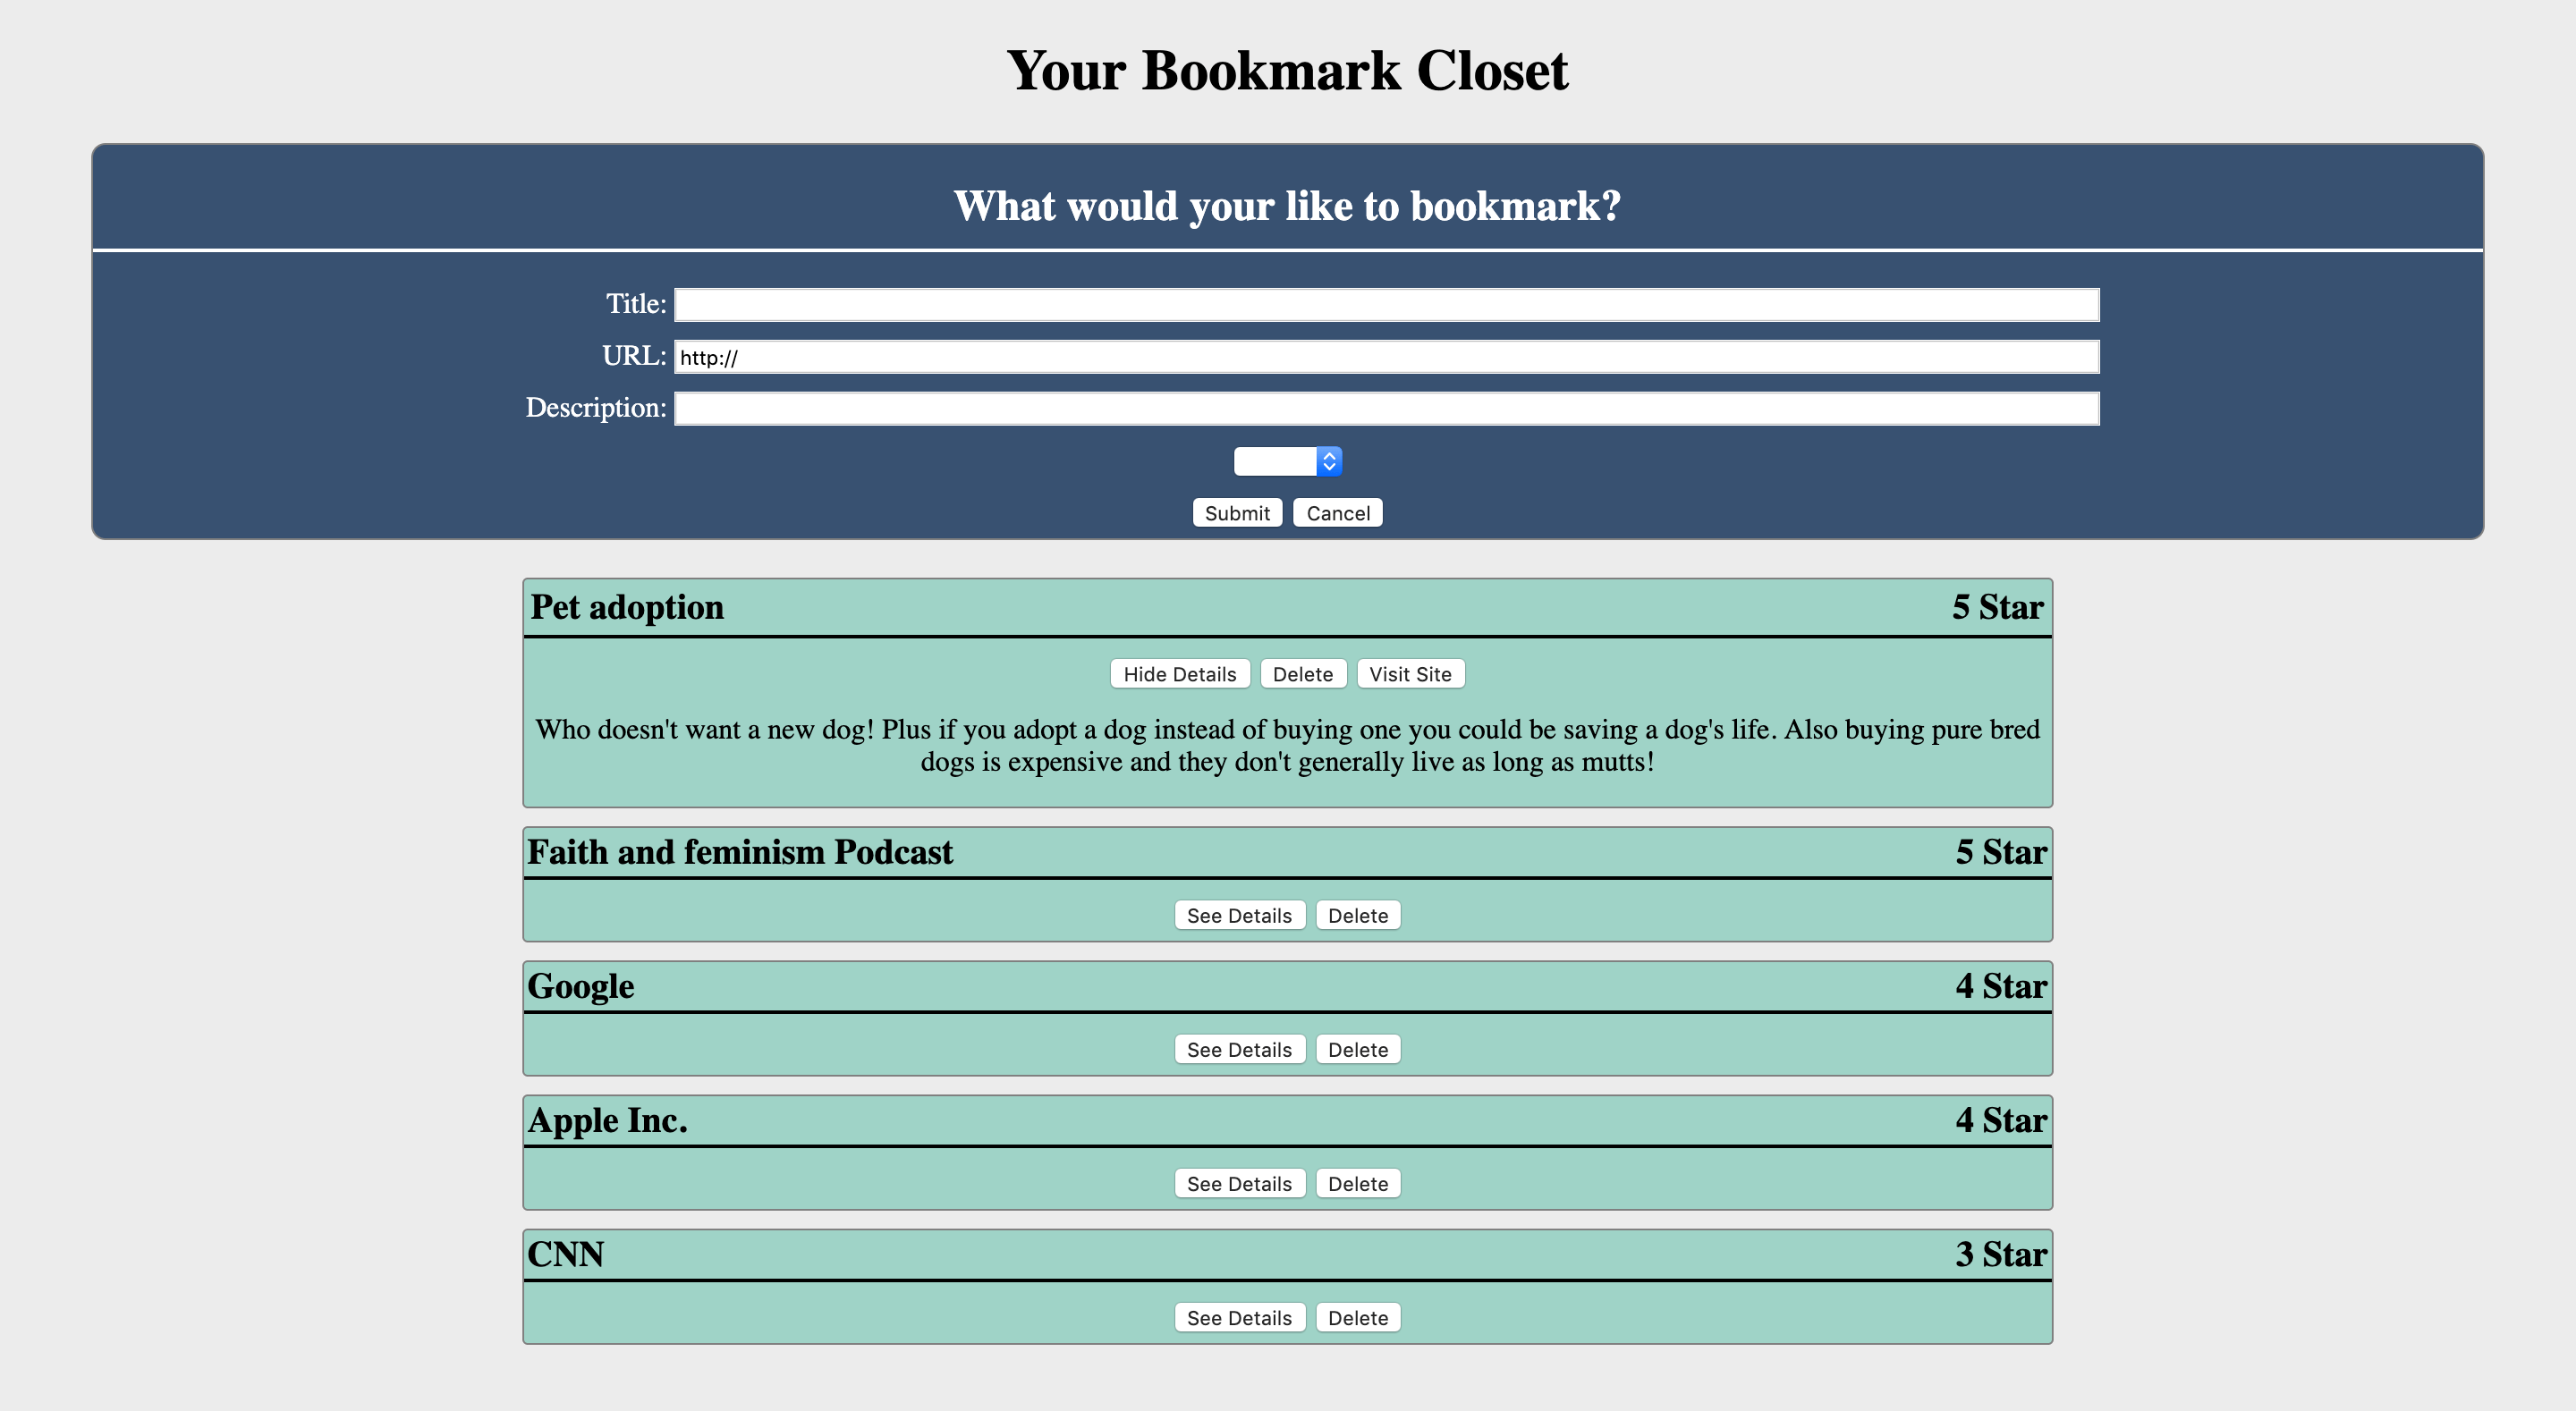 Your Bookmark Closet
What would your like to bookmark?
Title:
URL: http://
Description:
Submit Cancel
Pet adoption 5 Star
Hide Details Delete Visit Site
Who doesn't want a new dog! Plus if you adopt a dog instead of buying one you could be saving a dog's life. Also buying pure bred
dogs is expensive and they don't generally live as long as mutts!
Faith and feminism Podcast 5 Star
See Details Delete
Google 4 Star
See Details Delete
Apple Inc. 4 Star
See Details Delete
CNN 3 Star
See Details Delete